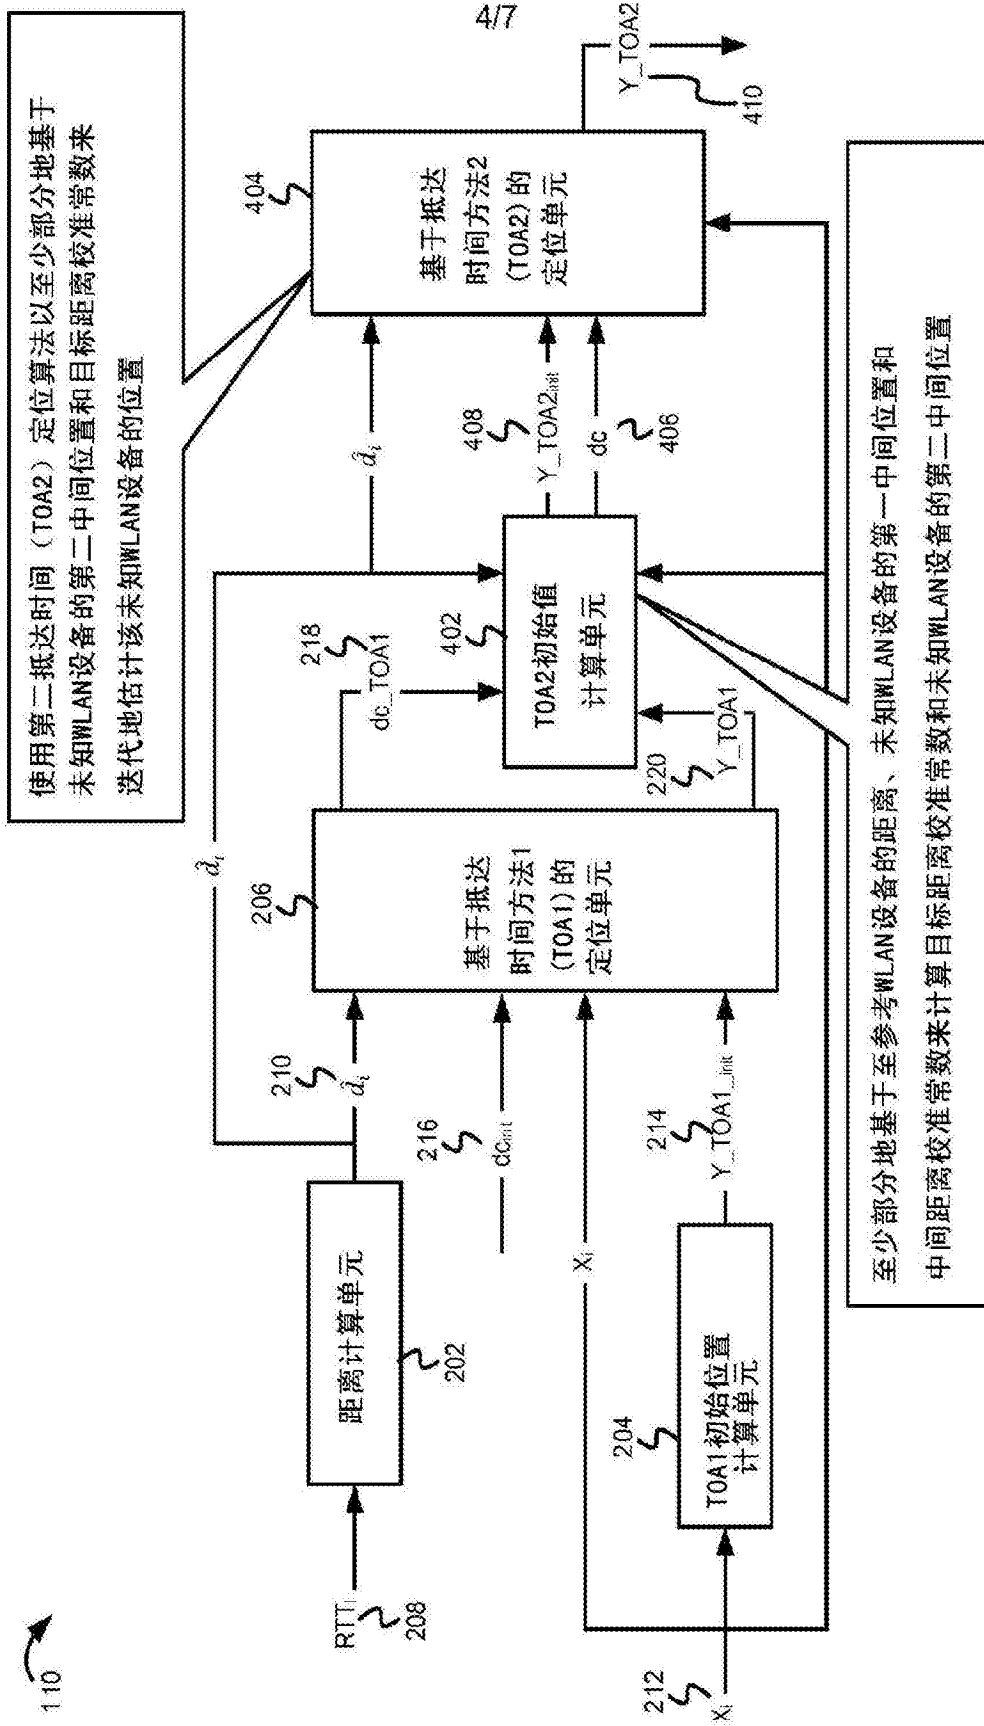 4/7
110
使用第二抵达时间（TOA2）定位算法以至少部分地基于
未知WLAN设备的第二中间位置和目标距离校准常数来
迭代地估计该未知WLAN设备的位置
RTTᵢ
208
距离计算单元
202
210
d̂ᵢ
d̂ᵢ
216
dcᵢₙᵢₜ
212
Xᵢ
204
TOA1初始位置
计算单元
214
Y_TOA1_init
Xᵢ
206
基于抵达
时间方法1
(TOA1)的
定位单元
218
dc_TOA1
220
Y_TOA1
402
TOA2初始值
计算单元
d̂ᵢ
408
Y_TOA2ᵢₙᵢₜ
dc
406
404
基于抵达
时间方法2
(TOA2)的
定位单元
Y_TOA2
410
至少部分地基于至参考WLAN设备的距离、未知WLAN设备的第一中间位置和
中间距离校准常数来计算目标距离校准常数和未知WLAN设备的第二中间位置